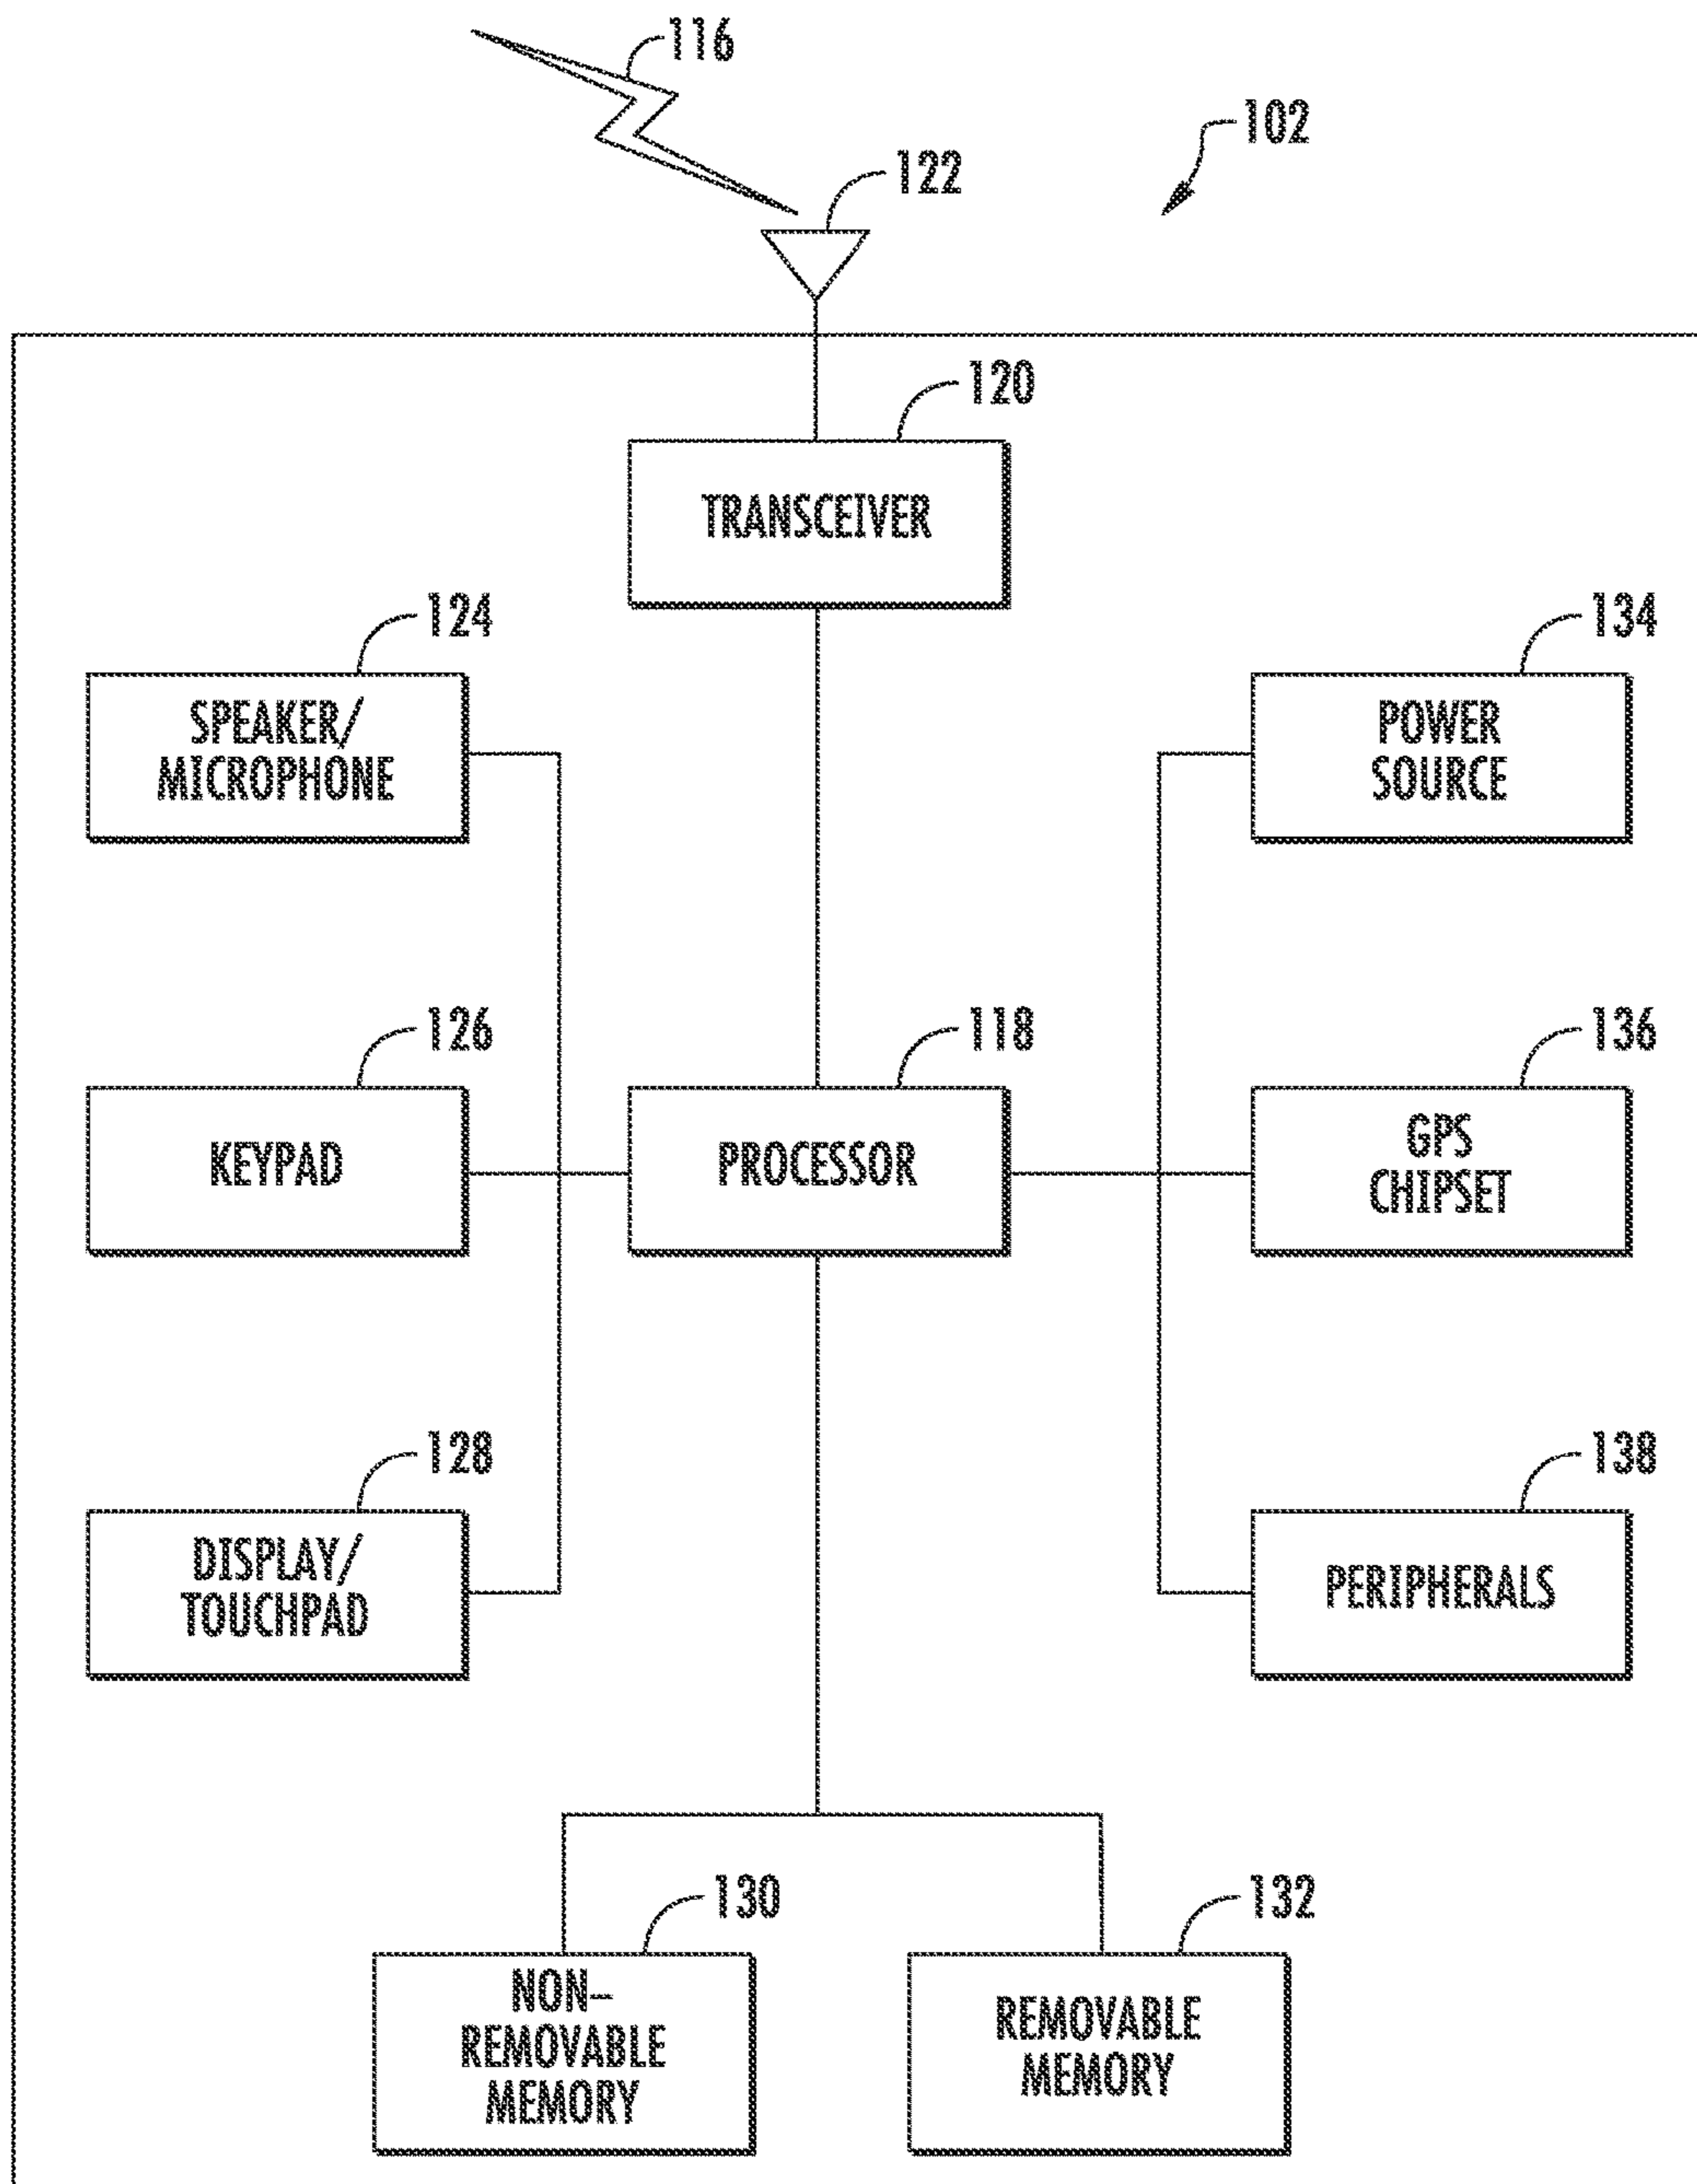 116
102
122
120
TRANSCEIVER
124
134
SPEAKER/
MICROPHONE
POWER
SOURCE
126
118
136
KEYPAD
PROCESSOR
GPS
CHIPSET
128
138
DISPLAY/
TOUCHPAD
PERIPHERALS
130
132
NON–
REMOVABLE
MEMORY
REMOVABLE
MEMORY